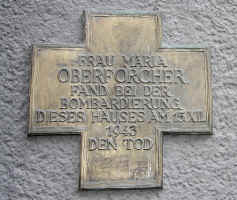 FRAU MARIA
OBERFORCHER
FAND BEI DER
BOMBARDIERUNG
DIESES HAUSES AM 15.XII.
1943
DEN TOD